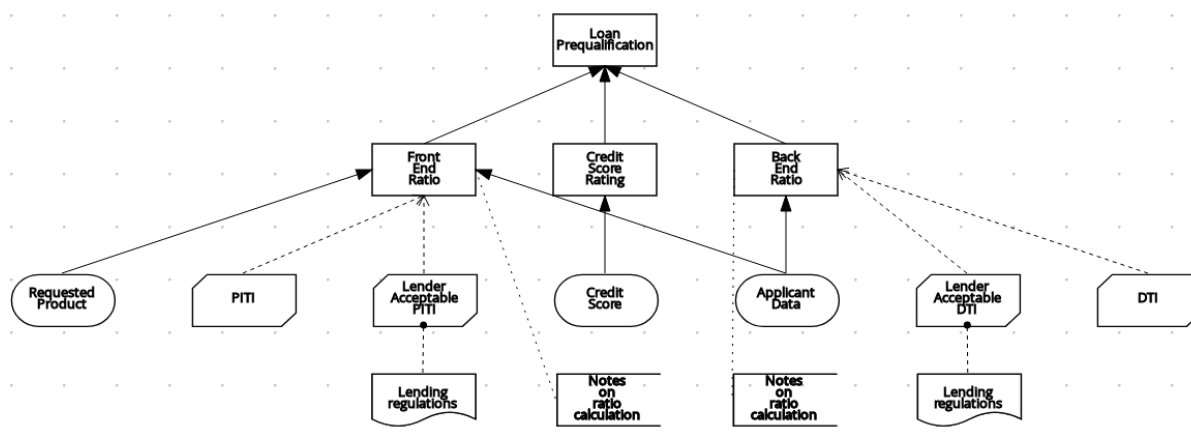 Loan
Prequalification
Front
End
Ratio
Credit
Score
Rating
Back
End
Ratio
Requested
Product
PITI
Lender
Acceptable
PITI
Credit
Score
Applicant
Data
Lender
Acceptable
DTI
DTI
Lending
regulations
Notes
on
ratio
calculation
Notes
on
ratio
calculation
Lending
regulations